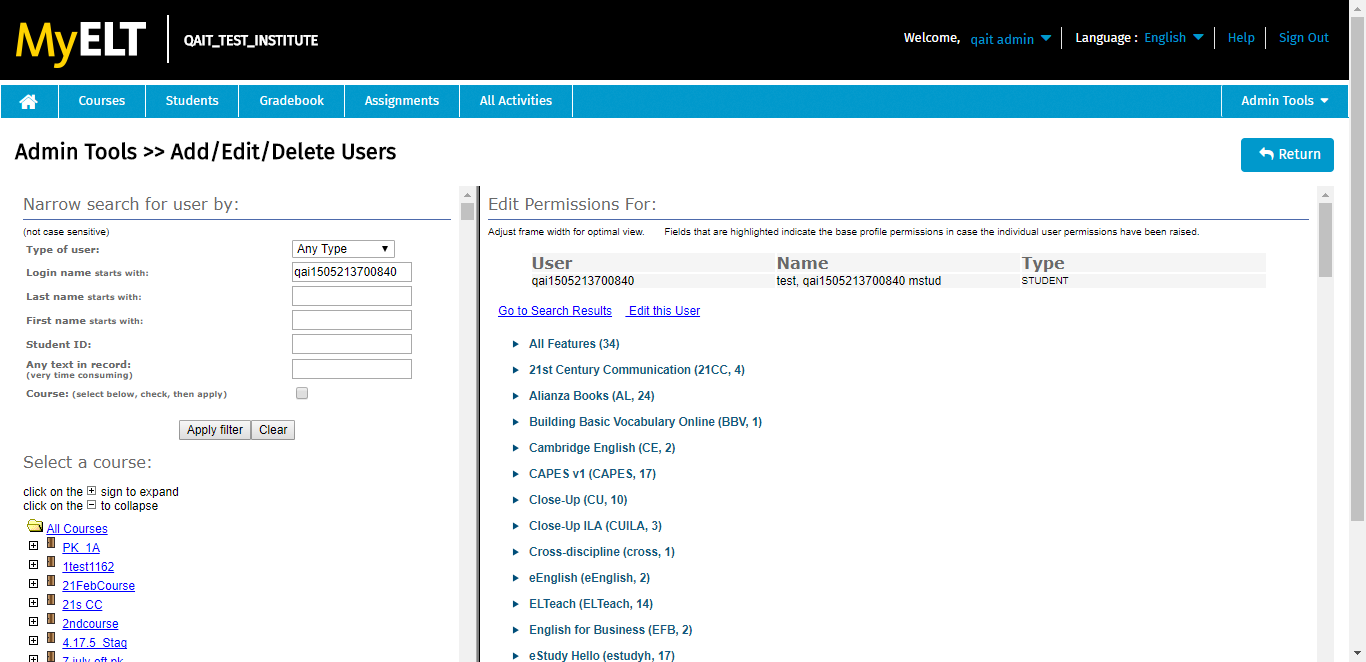 MyELT
QAIT_TEST_INSTITUTE
Welcome, qait admin
Language : English
Help
Sign Out
Courses
Students
Gradebook
Assignments
All Activities
Admin Tools
Admin Tools >> Add/Edit/Delete Users
Return
Narrow search for user by:
(not case sensitive)
Type of user: Any Type
Login name starts with: qai1505213700840
Last name starts with:
First name starts with:
Student ID:
Any text in record:
(very time consuming)
Course: (select below, check, then apply)
Apply filter Clear
Select a course:
click on the + sign to expand
click on the − to collapse
All Courses
PK_1A
1test1162
21FebCourse
21s CC
2ndcourse
4.17.5_Stag
7 july eft pk
Edit Permissions For:
Adjust frame width for optimal view. Fields that are highlighted indicate the base profile permissions in case the individual user permissions have been raised.
User Name Type
qai1505213700840 test, qai1505213700840 mstud STUDENT
Go to Search Results Edit this User
All Features (34)
21st Century Communication (21CC, 4)
Alianza Books (AL, 24)
Building Basic Vocabulary Online (BBV, 1)
Cambridge English (CE, 2)
CAPES v1 (CAPES, 17)
Close-Up (CU, 10)
Close-Up ILA (CUILA, 3)
Cross-discipline (cross, 1)
eEnglish (eEnglish, 2)
ELTeach (ELTeach, 14)
English for Business (EFB, 2)
eStudy Hello (estudyh, 17)